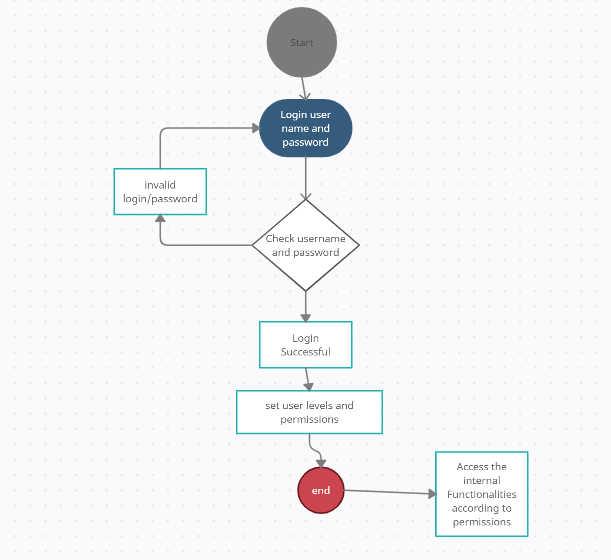 Start
Login user
name and
password
invalid
login/password
Check username
and password
Login
Successful
set user levels and
permissions
end
Access the
internal
Functionalities
according to
permissions